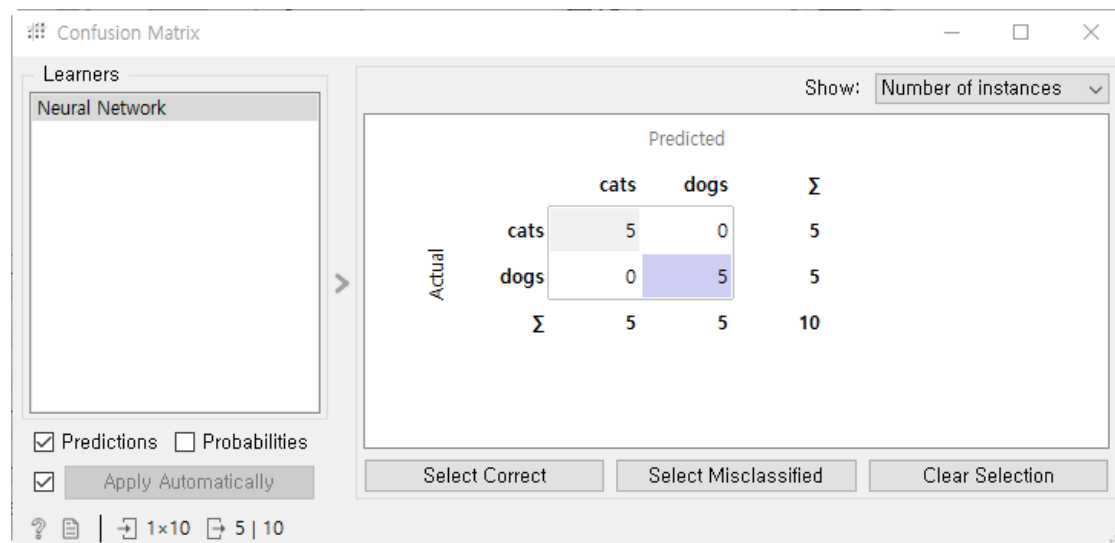 Confusion Matrix
Learners
Neural Network
Predictions Probabilities
Apply Automatically
Show: Number of instances
Predicted
cats dogs Σ
Actual
cats 5 0 5
dogs 0 5 5
Σ 5 5 10
Select Correct Select Misclassified Clear Selection
? 1×10 5 | 10